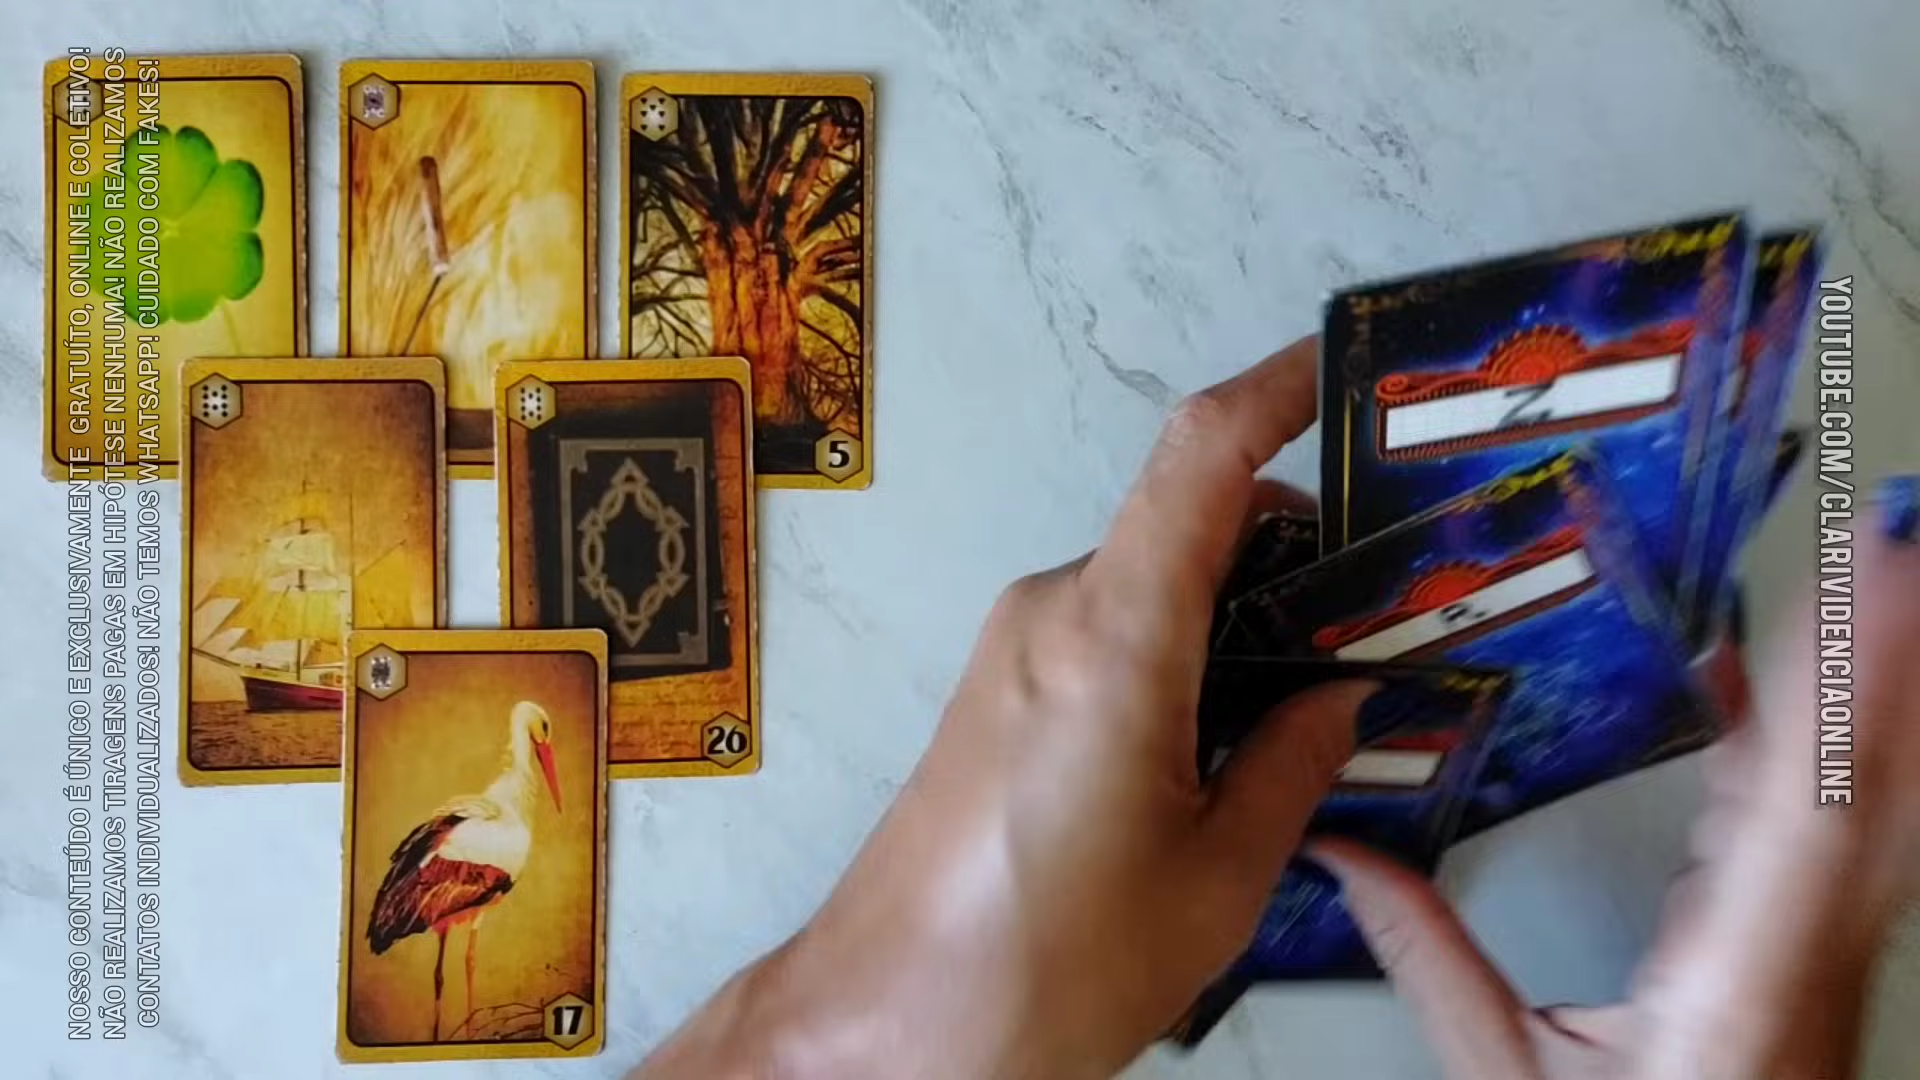 NOSSO CONTEÚDO É ÚNICO E EXCLUSIVAMENTE GRATUÍTO, ONLINE E COLETIVO!
NÃO REALIZAMOS TIRAGENS PAGAS EM HIPÓTESE NENHUMA! NÃO REALIZAMOS
CONTATOS INDIVIDUALIZADOS! NÃO TEMOS WHATSAPP! CUIDADO COM FAKES!
5
26
17
N
R
YOUTUBE.COM/CLARIVIDENCIAONLINE